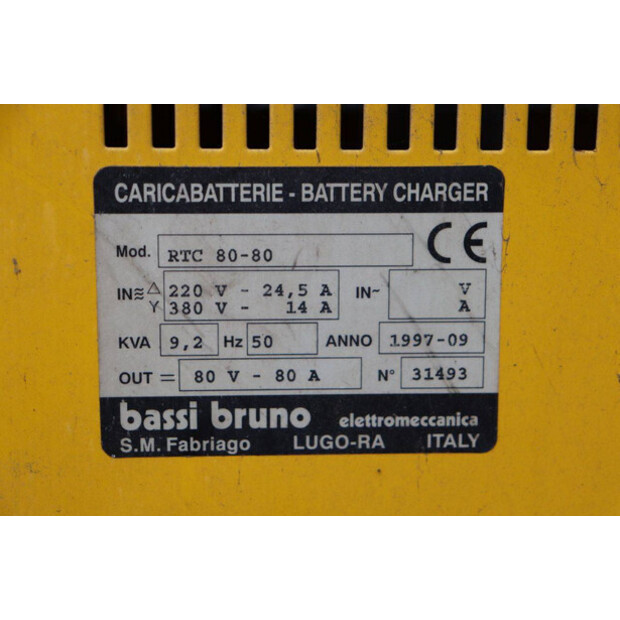 CARICABATTERIE - BATTERY CHARGER
Mod. RTC 80-80 CE
IN≋ △ 220 V - 24,5 A IN~ V
Y 380 V - 14 A A
KVA 9,2 Hz 50 ANNO 1997-09
OUT = 80 V - 80 A N° 31493
bassi bruno elettromeccanica
S.M. Fabriago LUGO-RA ITALY